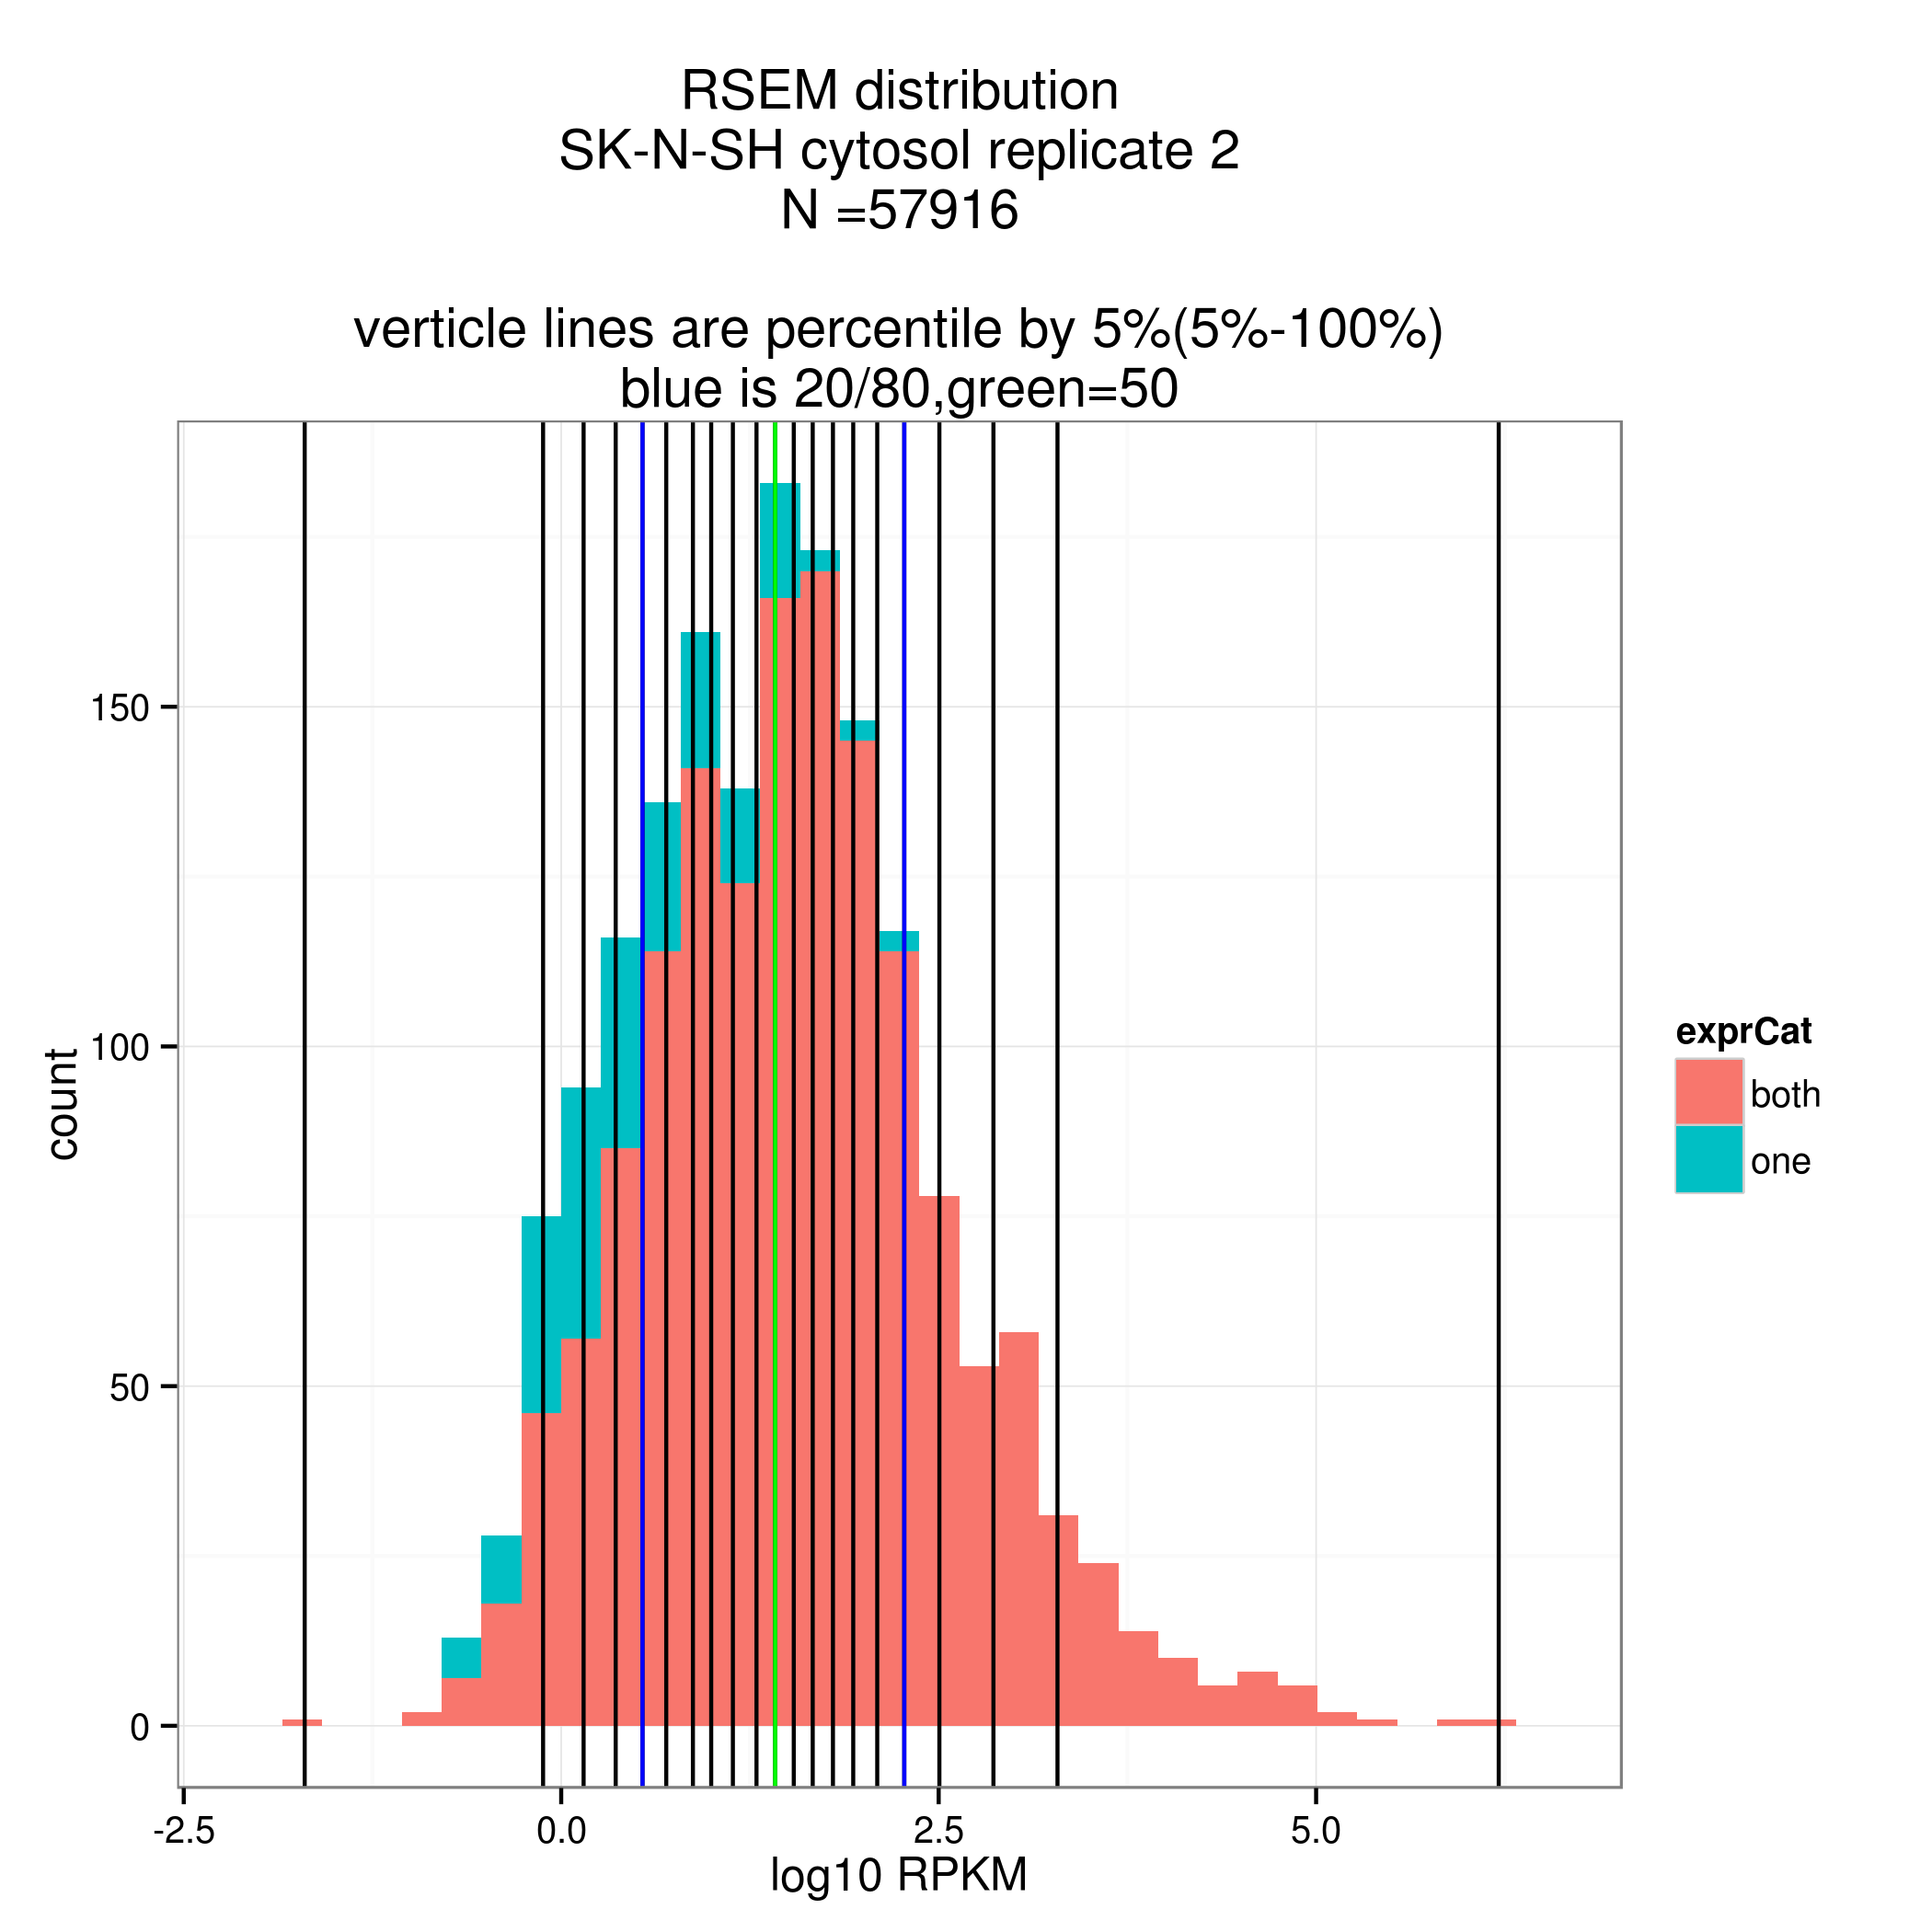 RSEM distribution
SK-N-SH cytosol replicate 2
N =57916
verticle lines are percentile by 5%(5%-100%)
blue is 20/80,green=50
150
100
50
0
count
-2.5
0.0
2.5
5.0
log10 RPKM
exprCat
both
one